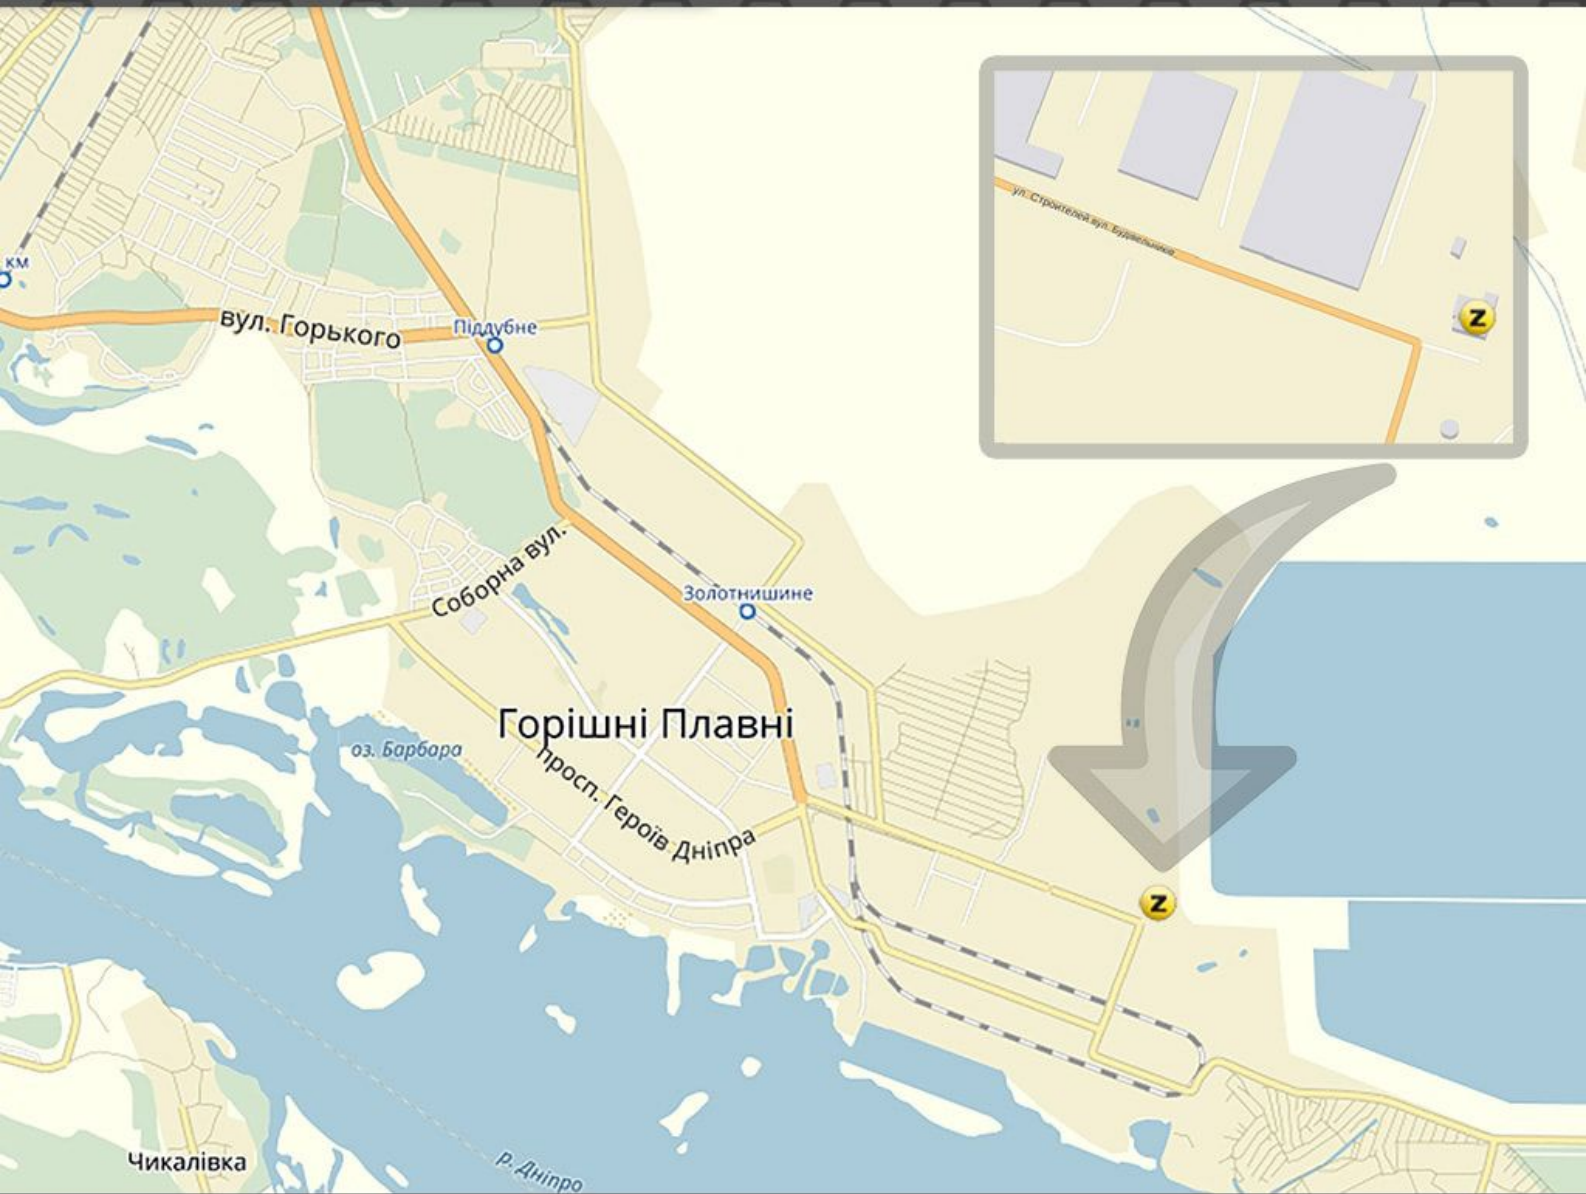 ул. Строителей вул. Будівельників
км
Піддубне
вул. Горького
Соборна вул.
Золотнишине
Горішні Плавні
оз. Барбара
просп. Героїв Дніпра
Z
Z
Чикалівка
р. Дніпро